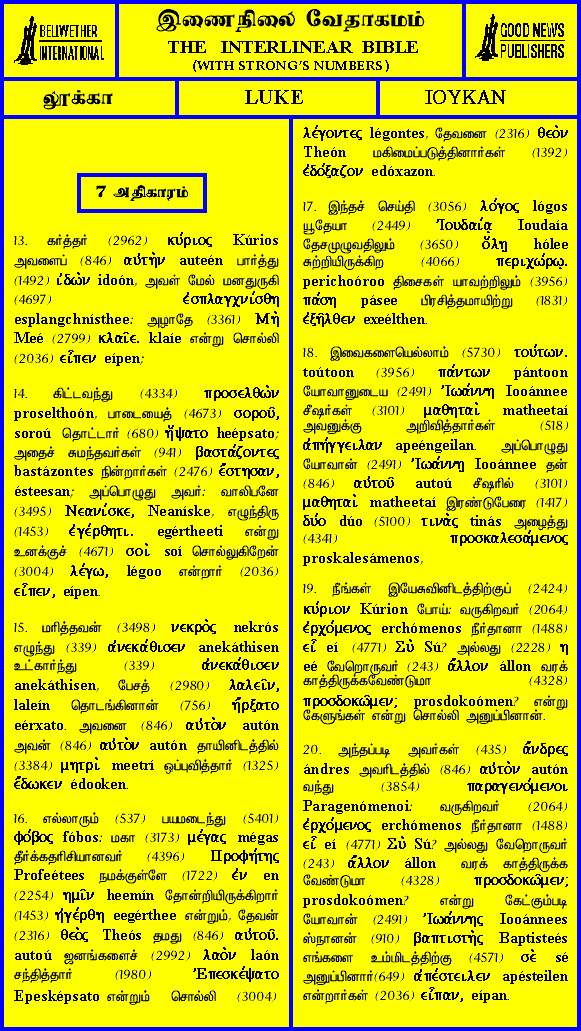 BELLWETHER
INTERNATIONAL
இணைநிலை வேதாகமம்
THE INTERLINEAR BIBLE
(WITH STRONG'S NUMBERS)
GOOD NEWS
PUBLISHERS
லூக்கா
LUKE
ΙΟΥΚΑΝ
7 அதிகாரம்
13. கர்த்தர் (2962) κύριος Kúrios
அவளைப் (846) αὐτὴν auteén பார்த்து
(1492) ἰδὼν idoón, அவள் மேல் மனதுருகி
(4697) ἐσπλαγχνίσθη
esplangchnísthee: அழாதே (3361) Μὴ
Meé (2799) κλαῖε. klaíe என்று சொல்லி
(2036) εἶπεν eípen;
14. கிட்டவந்து (4334) προσελθὼν
proselthoón, பாடையைத் (4673) σοροῦ,
soroú தொட்டார் (680) ἥψατο heépsato;
அதைச் சுமந்தவர்கள் (941) βαστάζοντες
bastázontes நின்றார்கள் (2476) ἔστησαν,
ésteesan; அப்பொழுது அவர்: வாலிபனே
(3495) Νεανίσκε, Neaníske, எழுந்திரு
(1453) ἐγέρθητι. egértheeti என்று
உனக்குச் (4671) σοὶ soí சொல்லுகிறேன்
(3004) λέγω, légoo என்றார் (2036)
εἶπεν, eípen.
15. மரித்தவன் (3498) νεκρὸς nekrós
எழுந்து (339) ἀνεκάθισεν anekáthisen
உட்கார்ந்து (339) ἀνεκάθισεν
anekáthisen, பேசத் (2980) λαλεῖν,
laleín தொடங்கினான் (756) ἤρξατο
eérxato. அவனை (846) αὐτὸν autón
அவன் (846) αὐτὸν autón தாயினிடத்தில்
(3384) μητρὶ meetrí ஒப்புவித்தார் (1325)
ἔδωκεν édooken.
16. எல்லாரும் (537) பயமடைந்து (5401)
φόβος fóbos: மகா (3173) μέγας mégas
தீர்க்கதரிசியானவர் (4396) Προφήτης
Profeétees நமக்குள்ளே (1722) ἐν en
(2254) ημῖν heemín தோன்றியிருக்கிறார்
(1453) ἠγέρθη eegérthee என்றும், தேவன்
(2316) θεὸς Theós தமது (846) αὐτοῦ.
autoú ஜனங்களைச் (2992) λαὸν laón
சந்தித்தார் (1980) Ἐπεσκέψατο
Epesképsato என்றும் சொல்லி (3004)
λέγοντες légontes, தேவனை (2316) θεὸν
Theón மகிமைப்படுத்தினார்கள் (1392)
ἐδόξαζον edóxazon.
17. இந்தச் செய்தி (3056) λόγος lógos
யூதேயா (2449) Ἰουδαίᾳ Ioudaía
தேசமுழுவதிலும் (3650) ὅλῃ hólee
சுற்றியிருக்கிற (4066) περιχώρῳ.
perichoóroo திசைகள் யாவற்றிலும் (3956)
πάσῃ pásee பிரசித்தமாயிற்று (1831)
ἐξῆλθεν exeélthen.
18. இவைகளையெல்லாம் (5730) τούτων.
toútoon (3956) πάντων pántoon
யோவானுடைய (2491) Ἰωάννῃ Iooánnee
சீஷர்கள் (3101) μαθηταὶ matheetaí
அவனுக்கு அறிவித்தார்கள் (518)
ἀπήγγειλαν apeéngeilan. அப்பொழுது
யோவான் (2491) Ἰωάννῃ Iooánnee தன்
(846) αὐτοῦ autoú சீஷரில் (3101)
μαθηταὶ matheetaí இரண்டுபேரை (1417)
δύο dúo (5100) τινὰς tinás அழைத்து
(4341) προσκαλεσάμενος
proskalesámenos,
19. நீங்கள் இயேசுவினிடத்திற்குப் (2424)
κύριον Kúrion போய்: வருகிறவர் (2064)
ἐρχόμενος erchómenos நீர்தானா (1488)
εἶ eí (4771) Σὺ Sú? அல்லது (2228) η
eé வேறொருவர் (243) ἄλλον állon வரக்
காத்திருக்கவேண்டுமா (4328)
προσδοκῶμεν; prosdokoómen? என்று
கேளுங்கள் என்று சொல்லி அனுப்பினான்.
20. அந்தப்படி அவர்கள் (435) ἄνδρες
ándres அவரிடத்தில் (846) αὐτὸν autón
வந்து (3854) παραγενόμενοι
Paragenómenoi: வருகிறவர் (2064)
ἐρχόμενος erchómenos நீர்தானா (1488)
εἶ eí (4771) Σὺ Sú? அல்லது வேறொருவர்
(243) ἄλλον állon வரக் காத்திருக்க
வேண்டுமா (4328) προσδοκῶμεν;
prosdokoómen? என்று கேட்கும்படி
யோவான் (2491) Ἰωάννης Iooánnees
ஸ்நானன் (910) βαπτιστὴς Baptisteés
எங்களை உம்மிடத்திற்கு (4571) σὲ sé
அனுப்பினார்(649) ἀπέστειλεν apésteilen
என்றார்கள் (2036) εἶπαν, eípan.